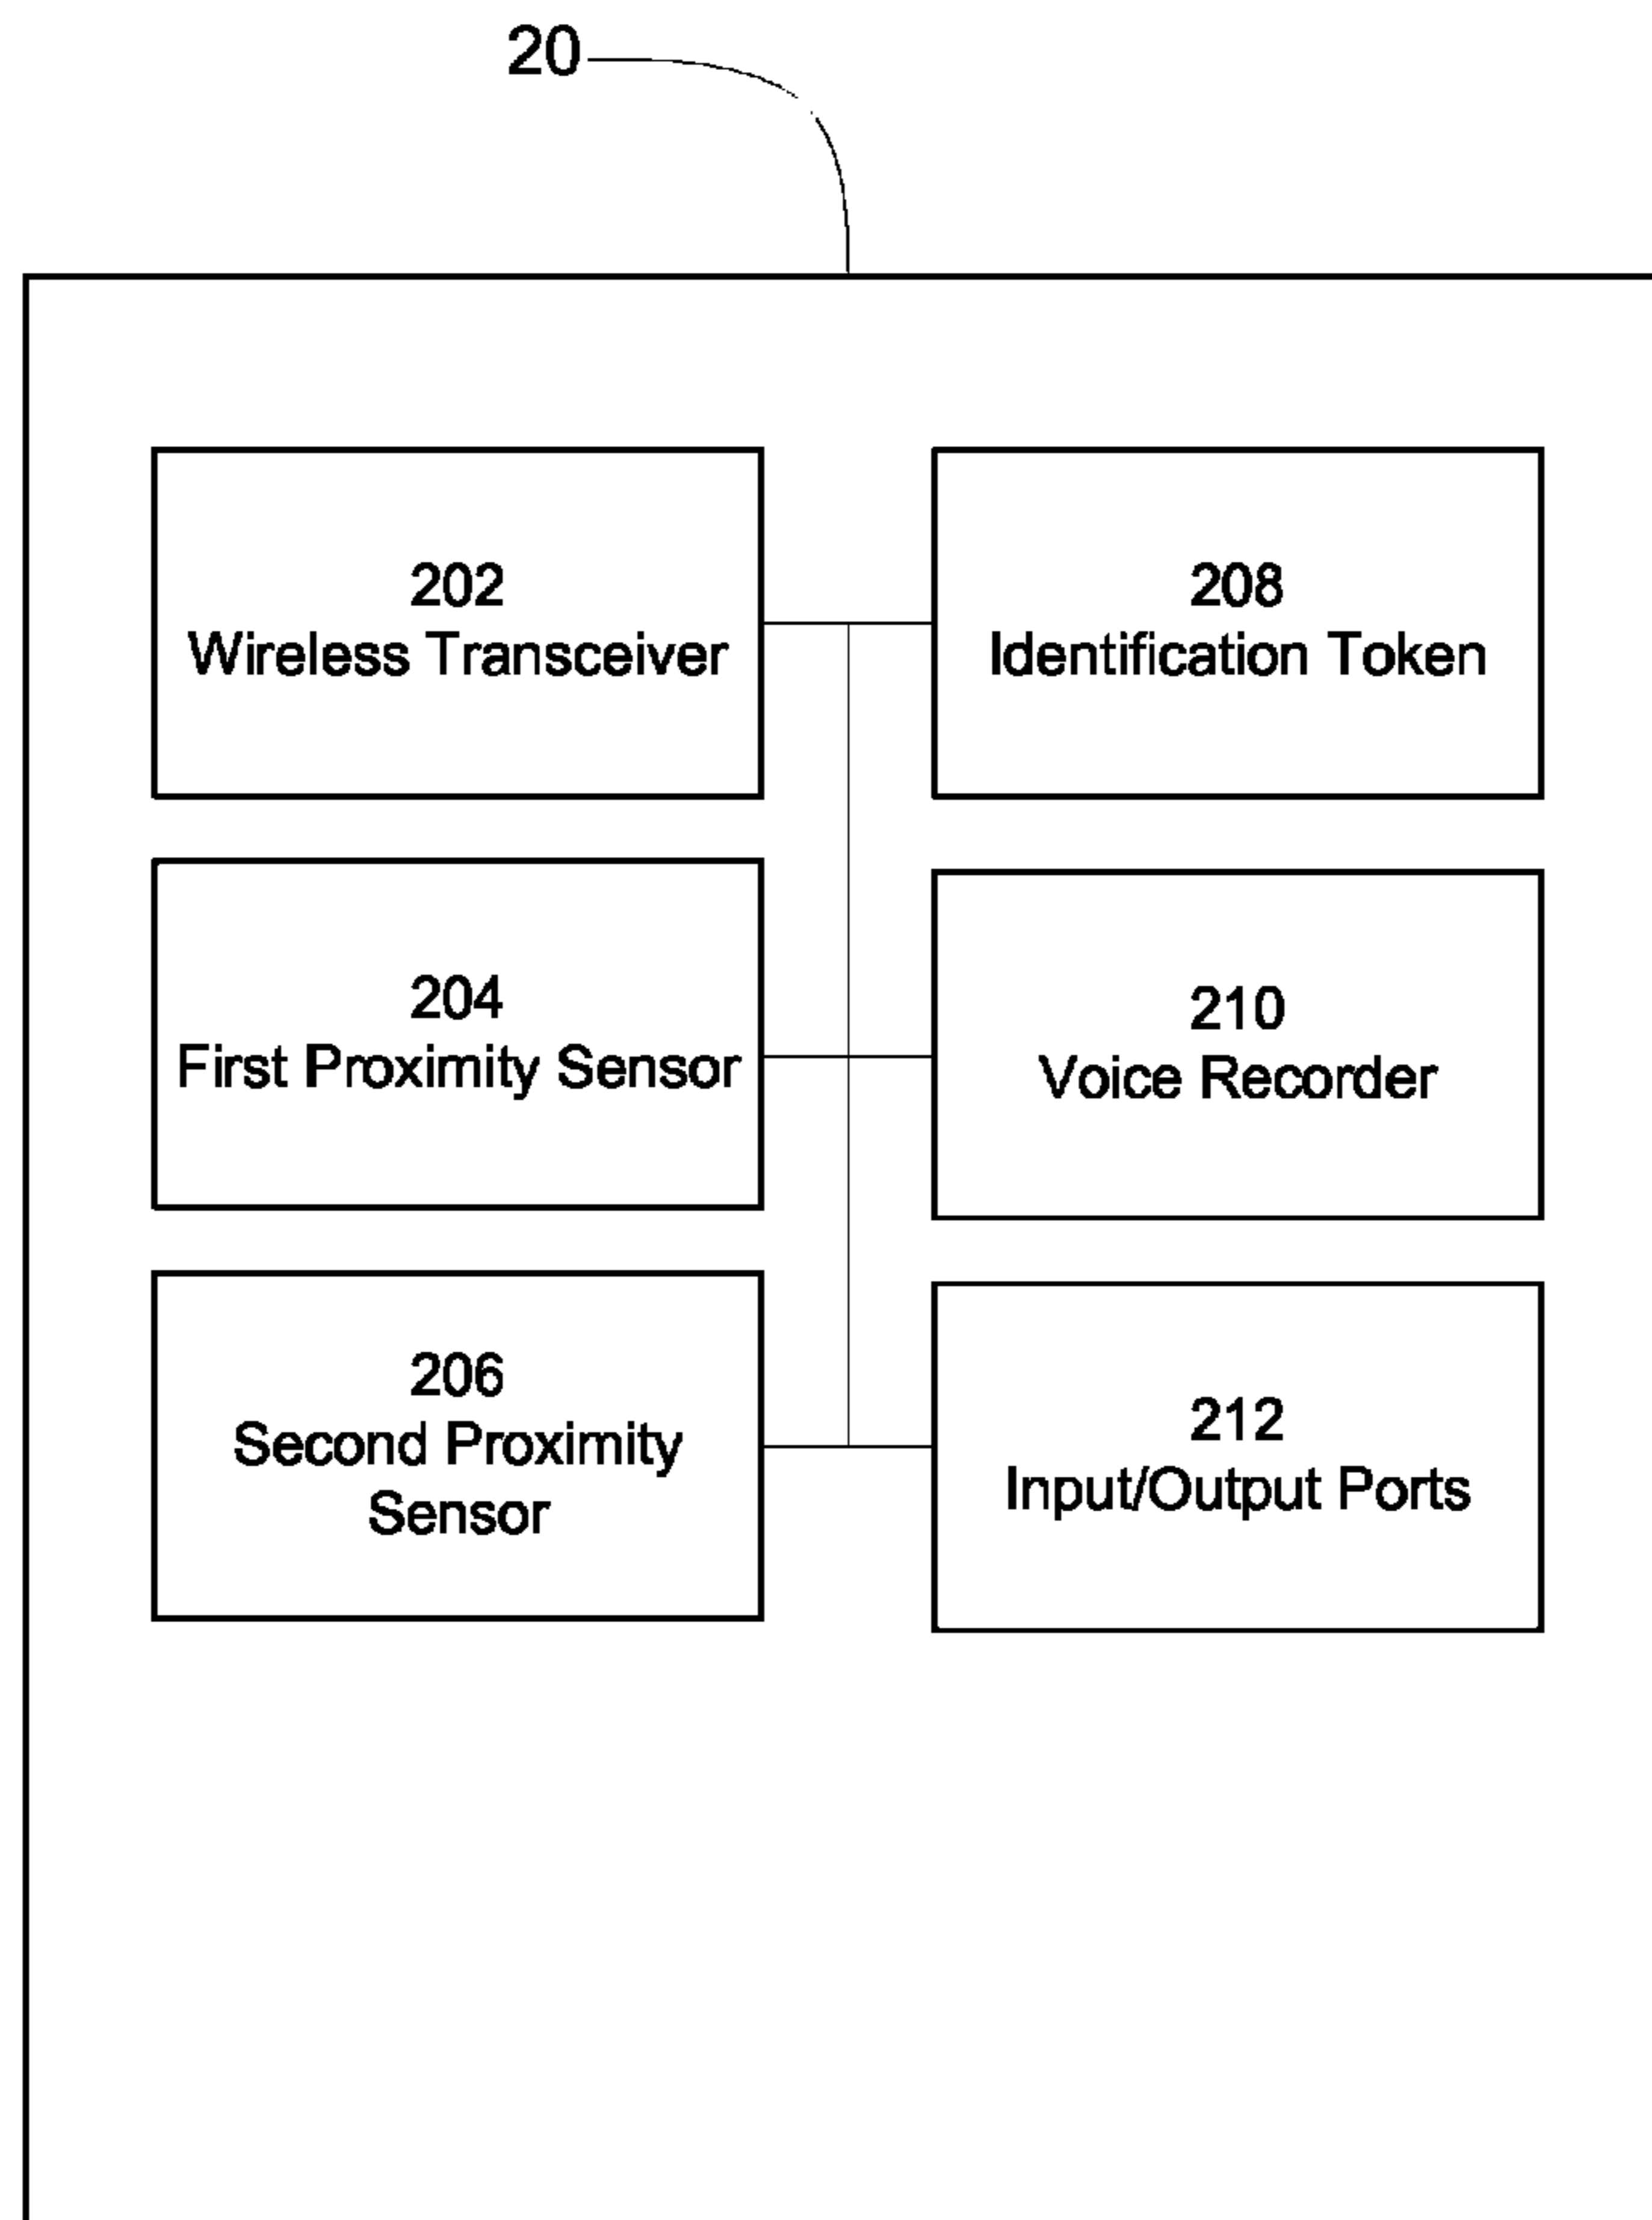 20
202
Wireless Transceiver
208
Identification Token
204
First Proximity Sensor
210
Voice Recorder
206
Second Proximity
Sensor
212
Input/Output Ports